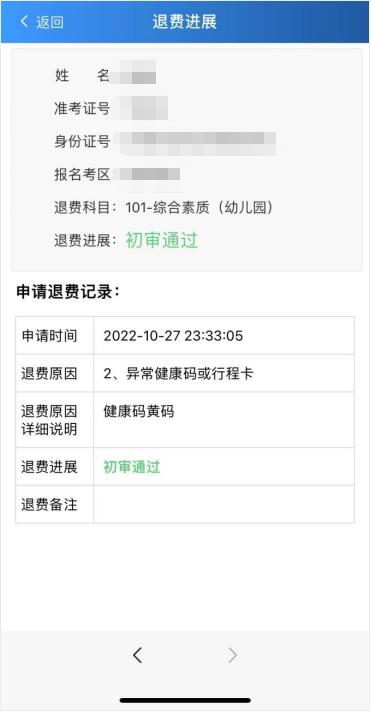 返回
退费进展
姓 名
准考证号
身份证号
报名考区
退费科目：101-综合素质（幼儿园）
退费进展：初审通过
申请退费记录：
申请时间 2022-10-27 23:33:05
退费原因 2、异常健康码或行程卡
退费原因 健康码黄码
详细说明
退费进展 初审通过
退费备注